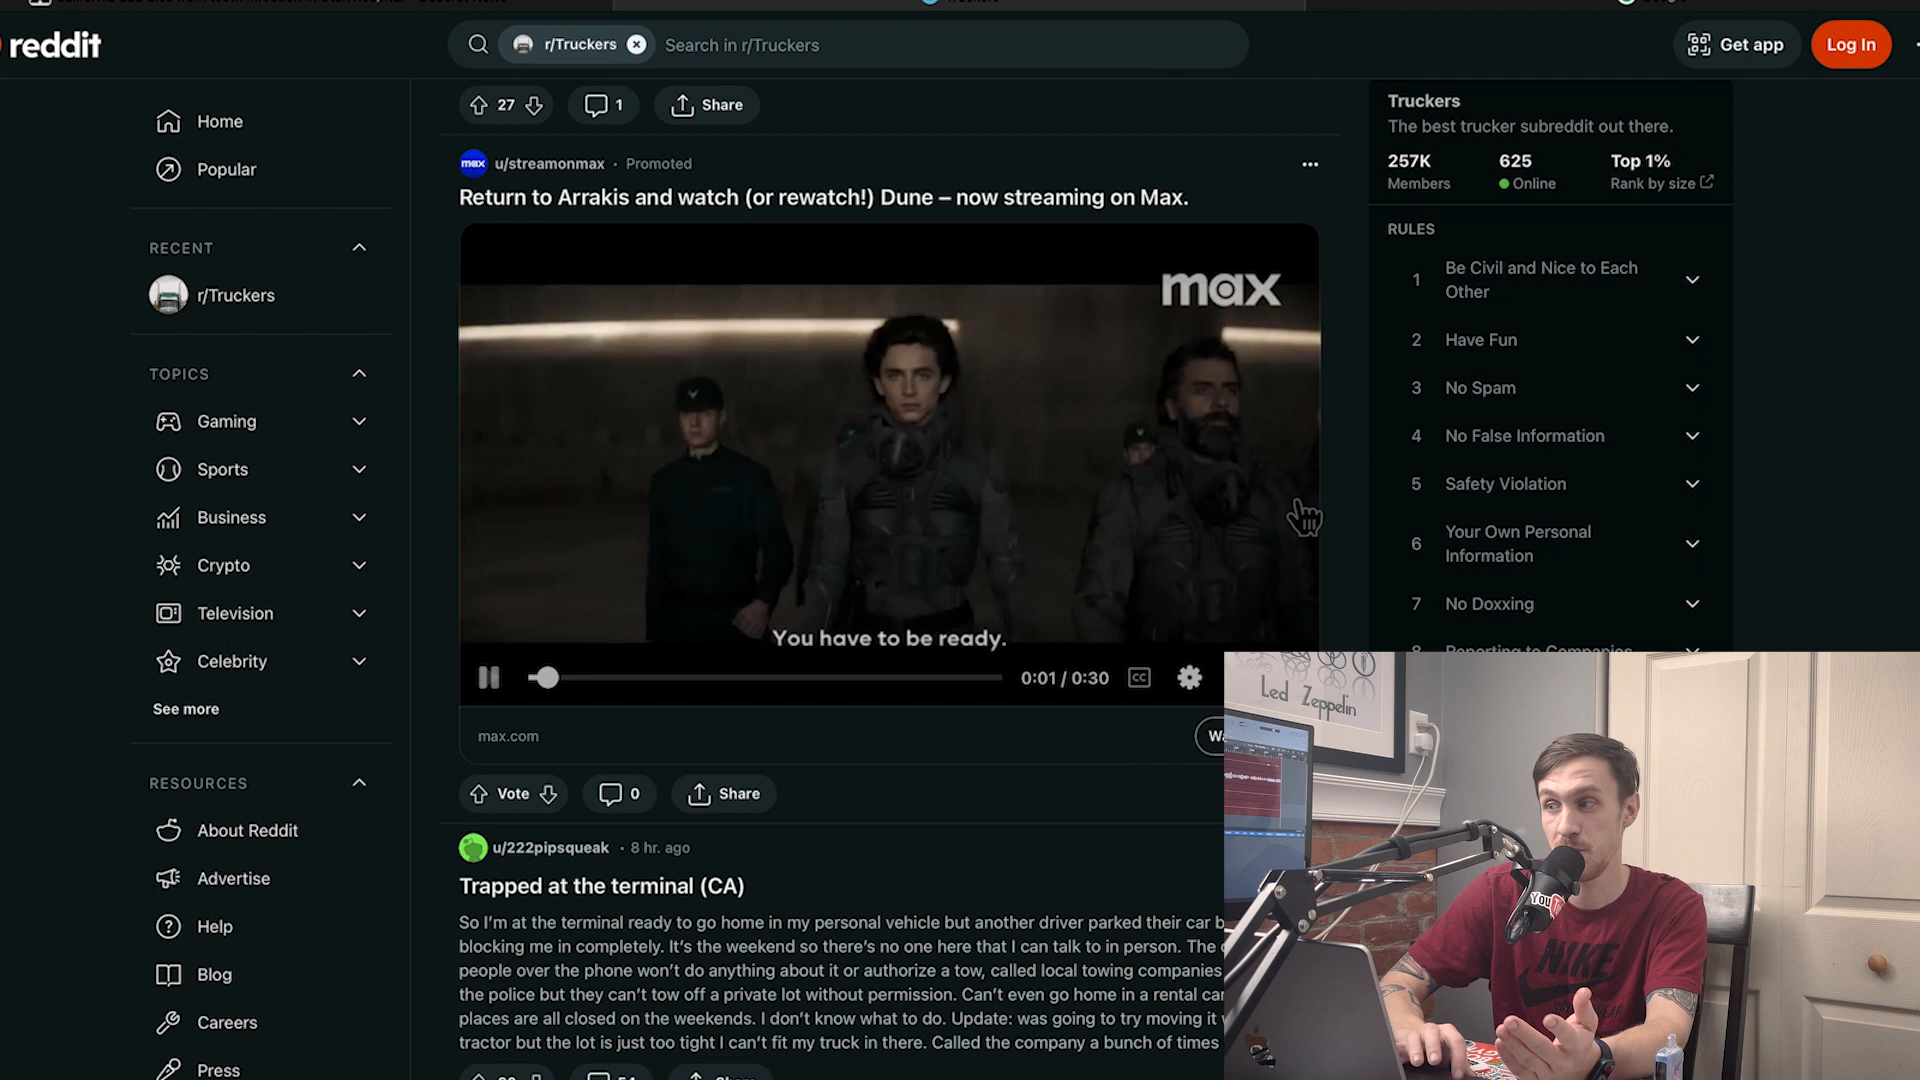 reddit
r/Truckers
Search in r/Truckers
Get app
Log In
Home
Popular
RECENT
r/Truckers
TOPICS
Gaming
Sports
Business
Crypto
Television
Celebrity
See more
RESOURCES
About Reddit
Advertise
Help
Blog
Careers
Press
27
1
Share
max
u/streamonmax · Promoted
Return to Arrakis and watch (or rewatch!) Dune – now streaming on Max.
max
You have to be ready.
0:01 / 0:30
CC
max.com
Vote
0
Share
u/222pipsqueak · 8 hr. ago
Trapped at the terminal (CA)
So I'm at the terminal ready to go home in my personal vehicle but another driver parked their car
blocking me in completely. It's the weekend so there's no one here that I can talk to in person. The
people over the phone won't do anything about it or authorize a tow, called local towing companies
the police but they can't tow off a private lot without permission. Can't even go home in a rental car
places are all closed on the weekends. I don't know what to do. Update: was going to try moving it
tractor but the lot is just too tight I can't fit my truck in there. Called the company a bunch of times
Truckers
The best trucker subreddit out there.
257K
Members
625
Online
Top 1%
Rank by size
RULES
1 Be Civil and Nice to Each
Other
2 Have Fun
3 No Spam
4 No False Information
5 Safety Violation
6 Your Own Personal
Information
7 No Doxxing
8 Reporting to Companies
Led Zeppelin
You
NIKE